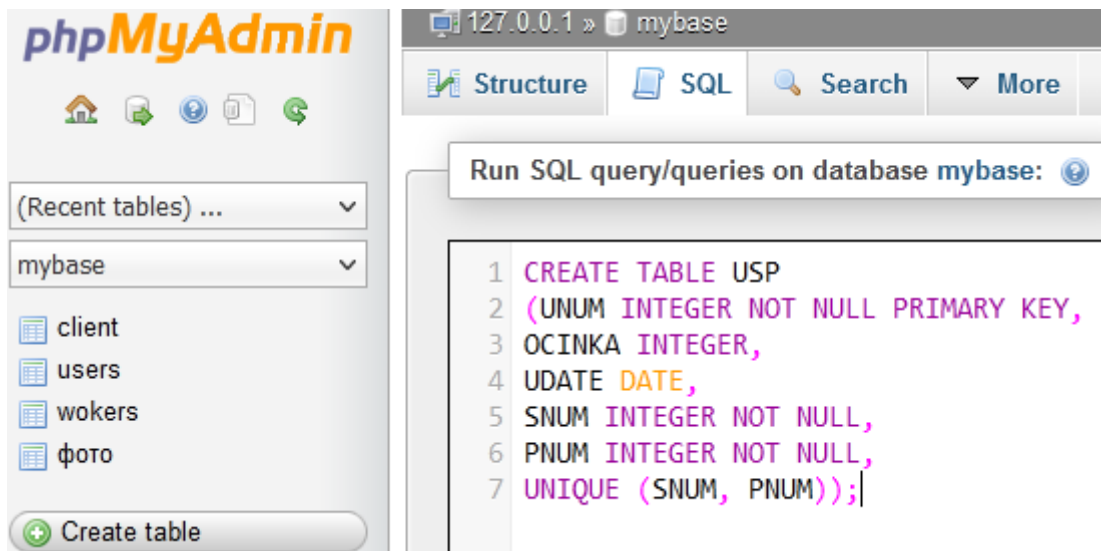 phpMyAdmin
(Recent tables) ...
mybase
client
users
wokers
фото
Create table
127.0.0.1 » mybase
Structure
SQL
Search
More
Run SQL query/queries on database mybase:
1 CREATE TABLE USP
2 (UNUM INTEGER NOT NULL PRIMARY KEY,
3 OCINKA INTEGER,
4 UDATE DATE,
5 SNUM INTEGER NOT NULL,
6 PNUM INTEGER NOT NULL,
7 UNIQUE (SNUM, PNUM));